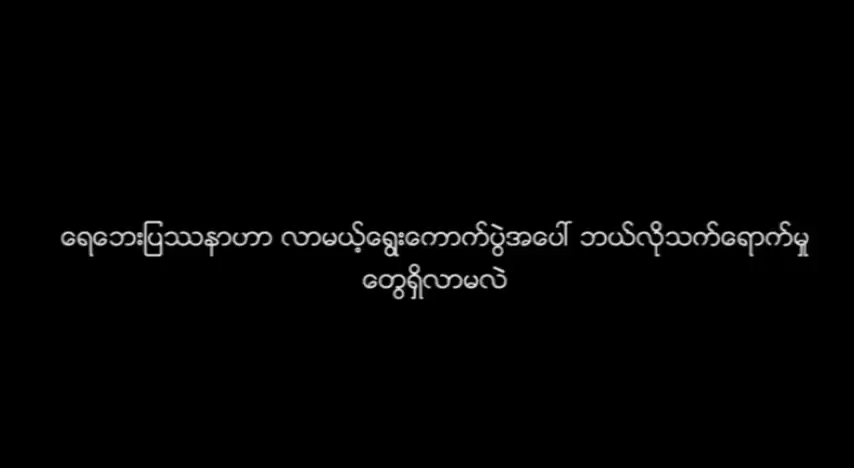 ရေဘေးပြဿနာဟာ လာမယ့်ရွေးကောက်ပွဲအပေါ် ဘယ်လိုသက်ရောက်မှု
တွေရှိလာမလဲ